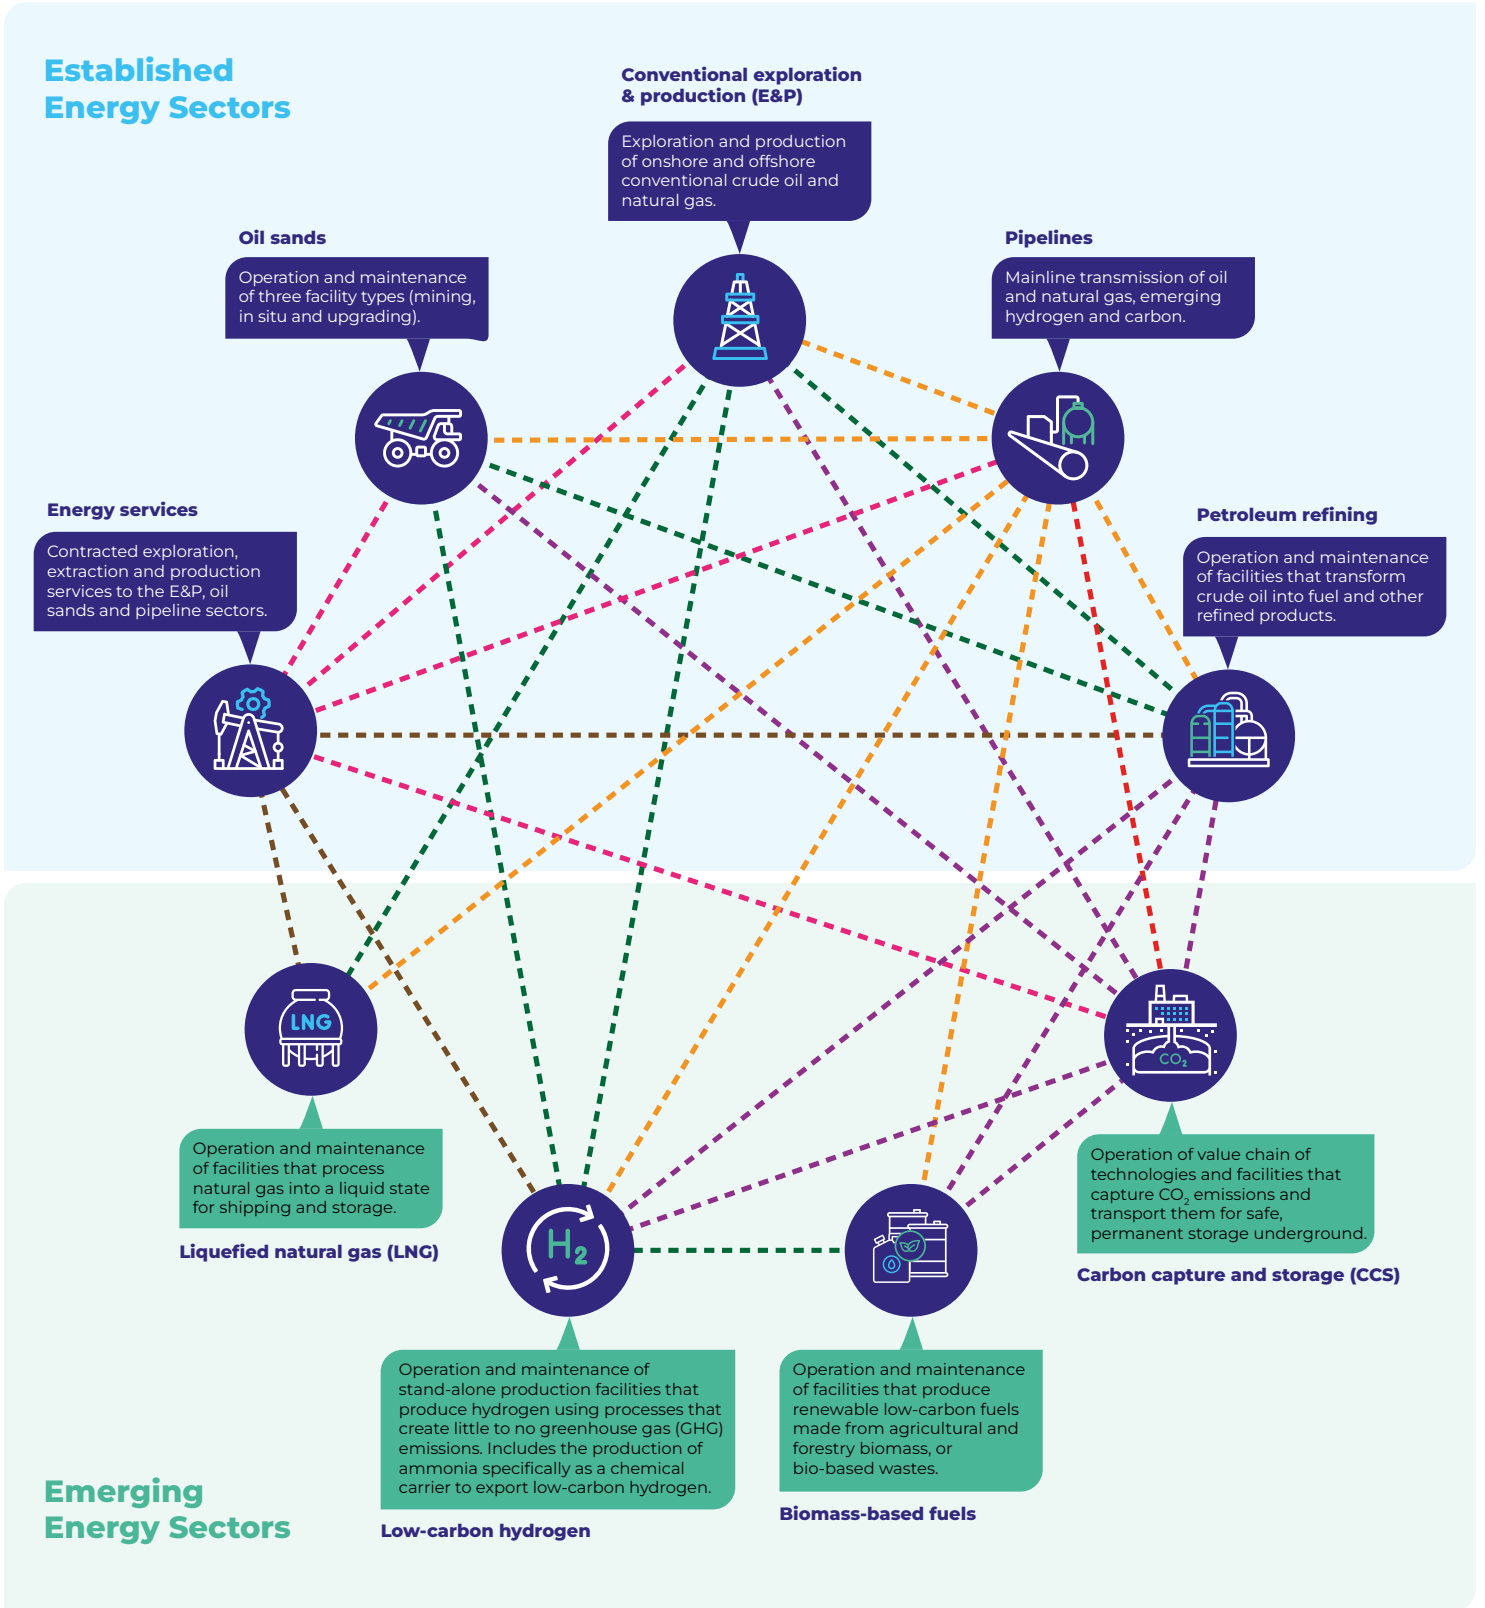 Established
Energy Sectors
Conventional exploration
& production (E&P)
Exploration and production
of onshore and offshore
conventional crude oil and
natural gas.
Oil sands
Operation and maintenance
of three facility types (mining,
in situ and upgrading).
Pipelines
Mainline transmission of oil
and natural gas, emerging
hydrogen and carbon.
Energy services
Contracted exploration,
extraction and production
services to the E&P, oil
sands and pipeline sectors.
Petroleum refining
Operation and maintenance
of facilities that transform
crude oil into fuel and other
refined products.
LNG
Operation and maintenance
of facilities that process
natural gas into a liquid state
for shipping and storage.
Liquefied natural gas (LNG)
CO₂
Operation of value chain of
technologies and facilities that
capture CO₂ emissions and
transport them for safe,
permanent storage underground.
Carbon capture and storage (CCS)
H₂
Operation and maintenance of
stand-alone production facilities that
produce hydrogen using processes that
create little to no greenhouse gas (GHG)
emissions. Includes the production of
ammonia specifically as a chemical
carrier to export low-carbon hydrogen.
Low-carbon hydrogen
Operation and maintenance
of facilities that produce
renewable low-carbon fuels
made from agricultural and
forestry biomass, or
bio-based wastes.
Biomass-based fuels
Emerging
Energy Sectors